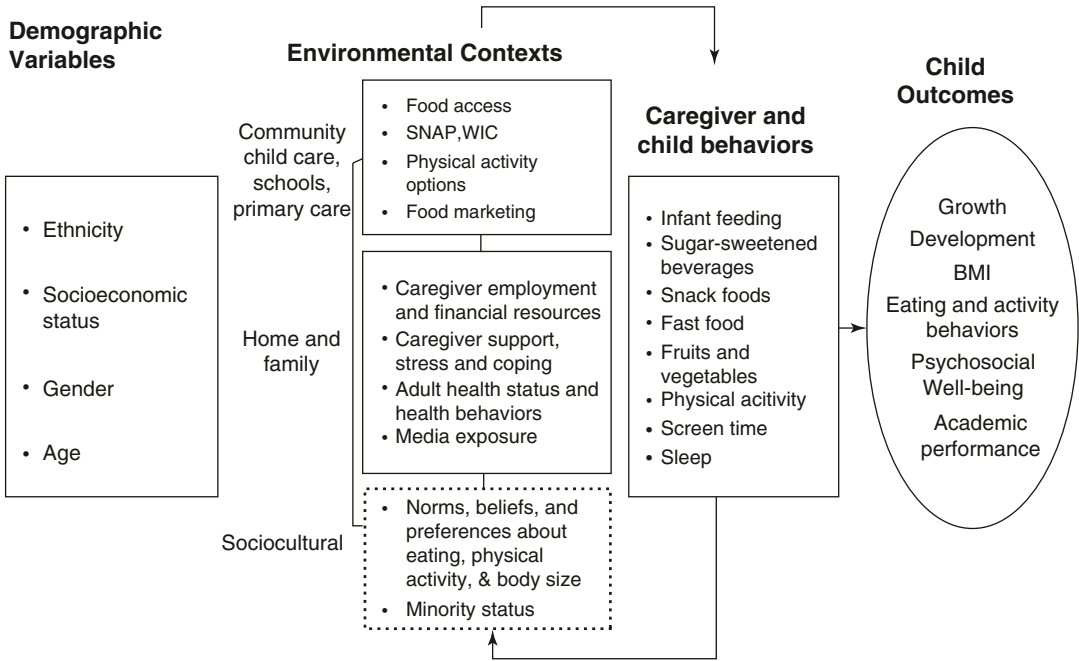 Demographic
Variables
• Ethnicity
• Socioeconomic
status
• Gender
• Age
Environmental Contexts
Community
child care,
schools,
primary care
• Food access
• SNAP,WIC
• Physical activity
options
• Food marketing
Home and
family
• Caregiver employment
and financial resources
• Caregiver support,
stress and coping
• Adult health status and
health behaviors
• Media exposure
Sociocultural
• Norms, beliefs, and
preferences about
eating, physical
activity, & body size
• Minority status
Caregiver and
child behaviors
• Infant feeding
• Sugar-sweetened
beverages
• Snack foods
• Fast food
• Fruits and
vegetables
• Physical acitivity
• Screen time
• Sleep
Child
Outcomes
Growth
Development
BMI
Eating and activity
behaviors
Psychosocial
Well-being
Academic
performance